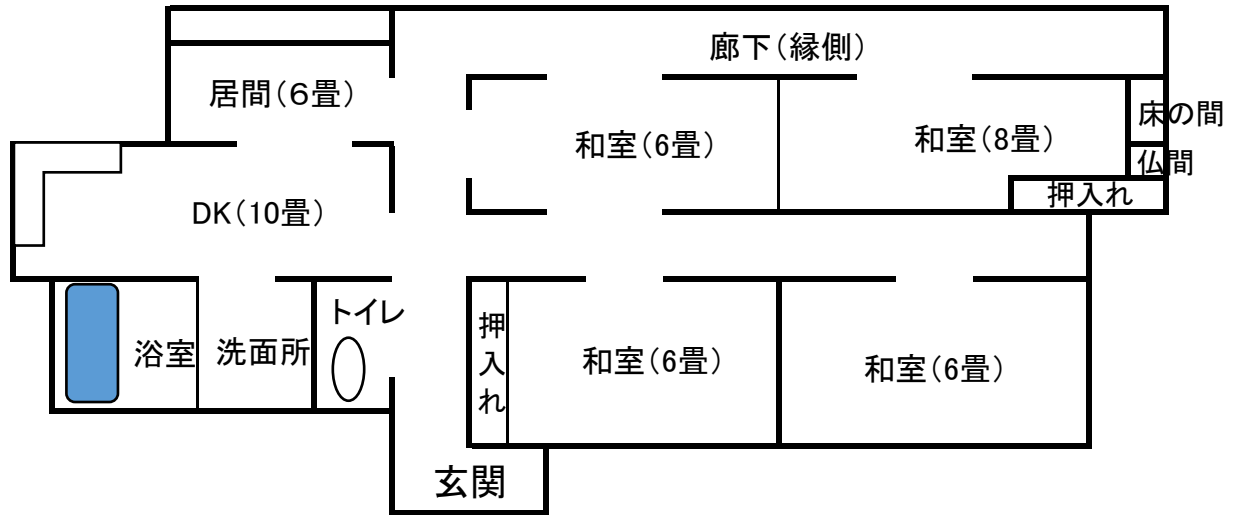 廊下(縁側)
居間(6畳)
和室(6畳)
和室(8畳)
床の間
仏間
押入れ
DK(10畳)
トイレ
浴室
洗面所
押入れ
和室(6畳)
和室(6畳)
玄関